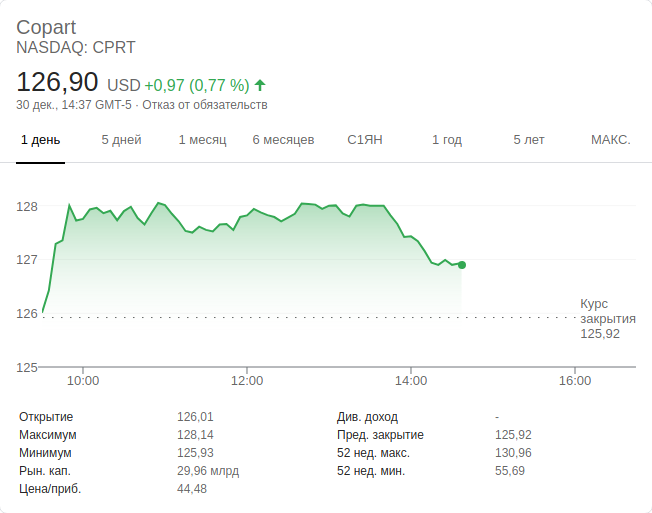 Copart
NASDAQ: CPRT
126,90 USD +0,97 (0,77 %)
30 дек., 14:37 GMT-5 · Отказ от обязательств
1 день 5 дней 1 месяц 6 месяцев С1ЯН 1 год 5 лет МАКС.
128
127
126
125
Курс
закрытия
125,92
10:00 12:00 14:00 16:00
Открытие 126,01 Див. доход -
Максимум 128,14 Пред. закрытие 125,92
Минимум 125,93 52 нед. макс. 130,96
Рын. кап. 29,96 млрд 52 нед. мин. 55,69
Цена/приб. 44,48